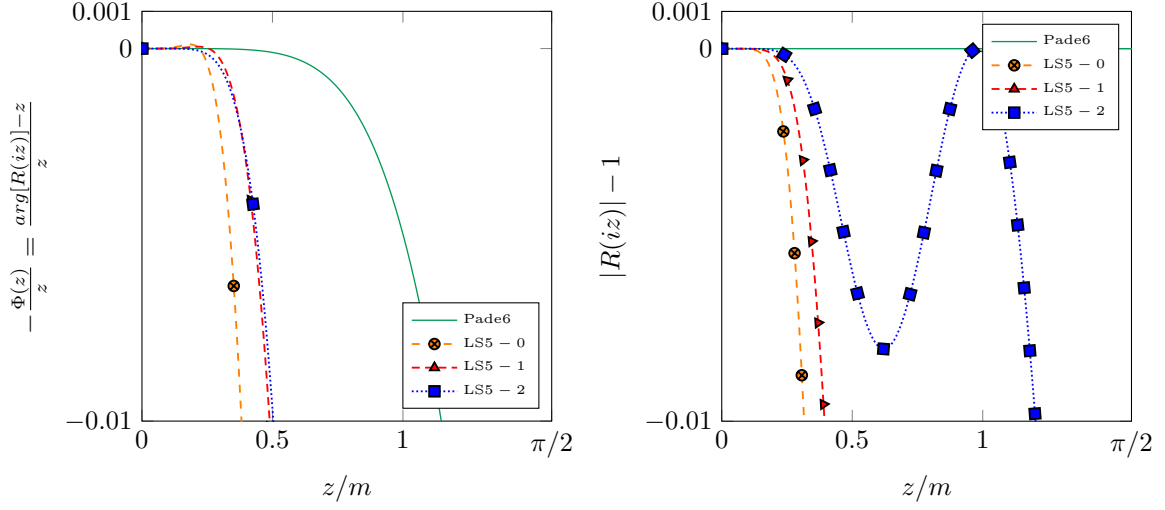 0.001
0
−0.01
−Φ(z)/z = arg[R(iz)]−z/z
Pade6
LS5 − 0
LS5 − 1
LS5 − 2
0 0.5 1 π/2
z/m
0.001
0
−0.01
|R(iz)| − 1
Pade6
LS5 − 0
LS5 − 1
LS5 − 2
0 0.5 1 π/2
z/m